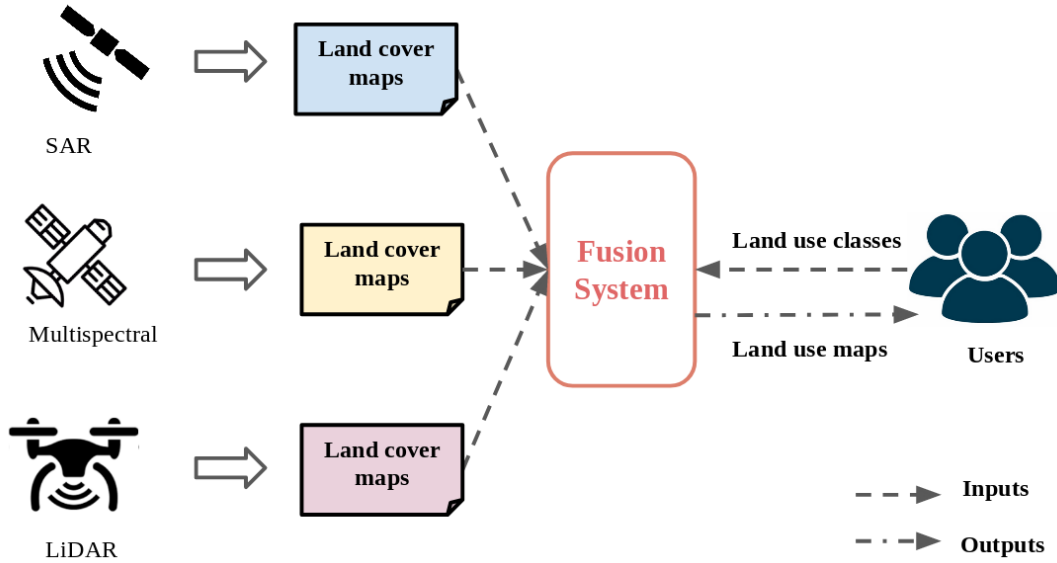 Land cover
maps
SAR
Land cover
maps
Multispectral
Land cover
maps
LiDAR
Fusion
System
Land use classes
Land use maps
Users
Inputs
Outputs